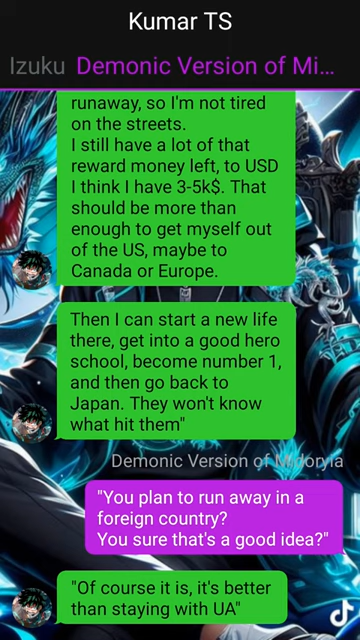 Kumar TS
Izuku Demonic Version of Mi...
runaway, so I'm not tired
on the streets.
I still have a lot of that
reward money left, to USD
I think I have 3-5k$. That
should be more than
enough to get myself out
of the US, maybe to
Canada or Europe.
Then I can start a new life
there, get into a good hero
school, become number 1,
and then go back to
Japan. They won't know
what hit them"
Demonic Version of Midoryia
"You plan to run away in a
foreign country?
You sure that's a good idea?"
"Of course it is, it's better
than staying with UA"